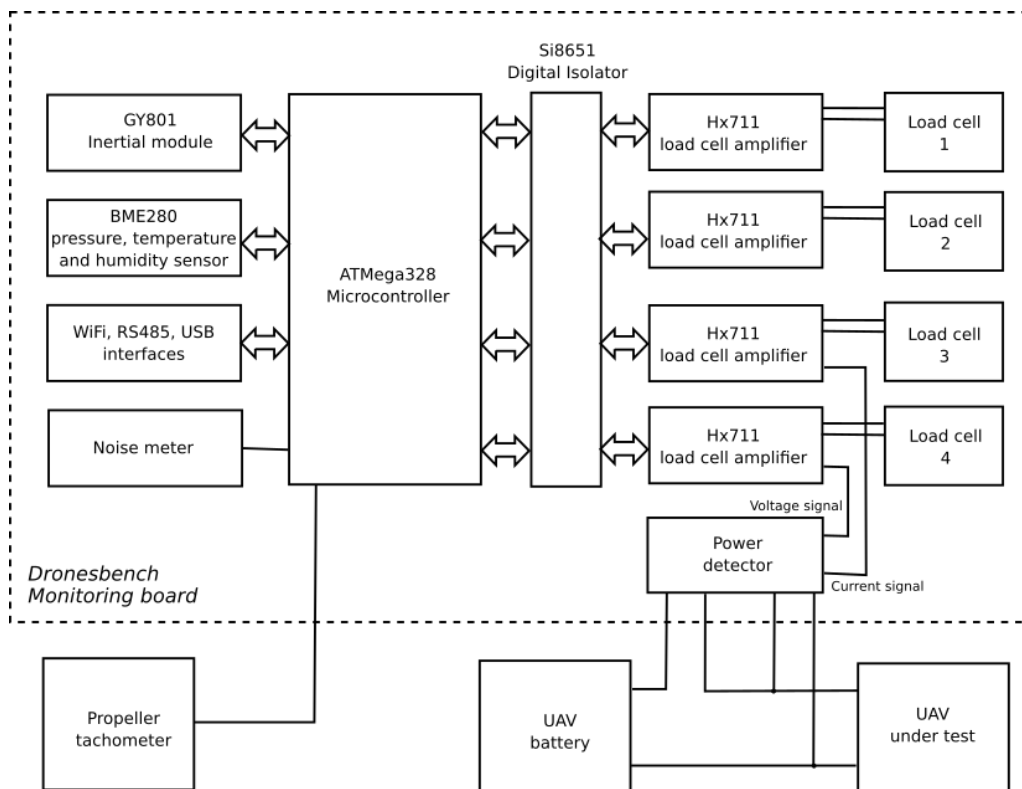 Si8651
Digital Isolator
GY801
Inertial module
BME280
pressure, temperature
and humidity sensor
WiFi, RS485, USB
interfaces
Noise meter
ATMega328
Microcontroller
Hx711
load cell amplifier
Load cell
1
Hx711
load cell amplifier
Load cell
2
Hx711
load cell amplifier
Load cell
3
Hx711
load cell amplifier
Load cell
4
Voltage signal
Power
detector
Current signal
Dronesbench
Monitoring board
Propeller
tachometer
UAV
battery
UAV
under test